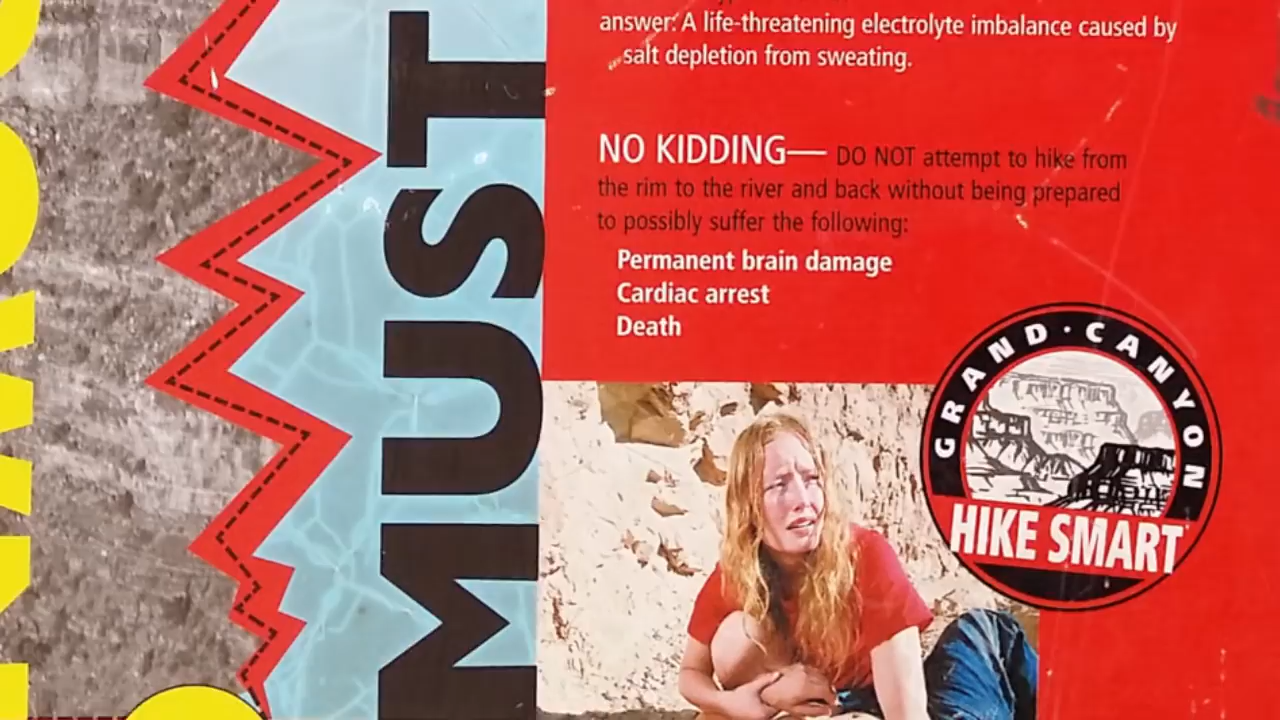 answer: A life-threatening electrolyte imbalance caused by
salt depletion from sweating.
NO KIDDING— DO NOT attempt to hike from
the rim to the river and back without being prepared
to possibly suffer the following:
Permanent brain damage
Cardiac arrest
Death
MUST
GRAND · CANYON
HIKE SMART